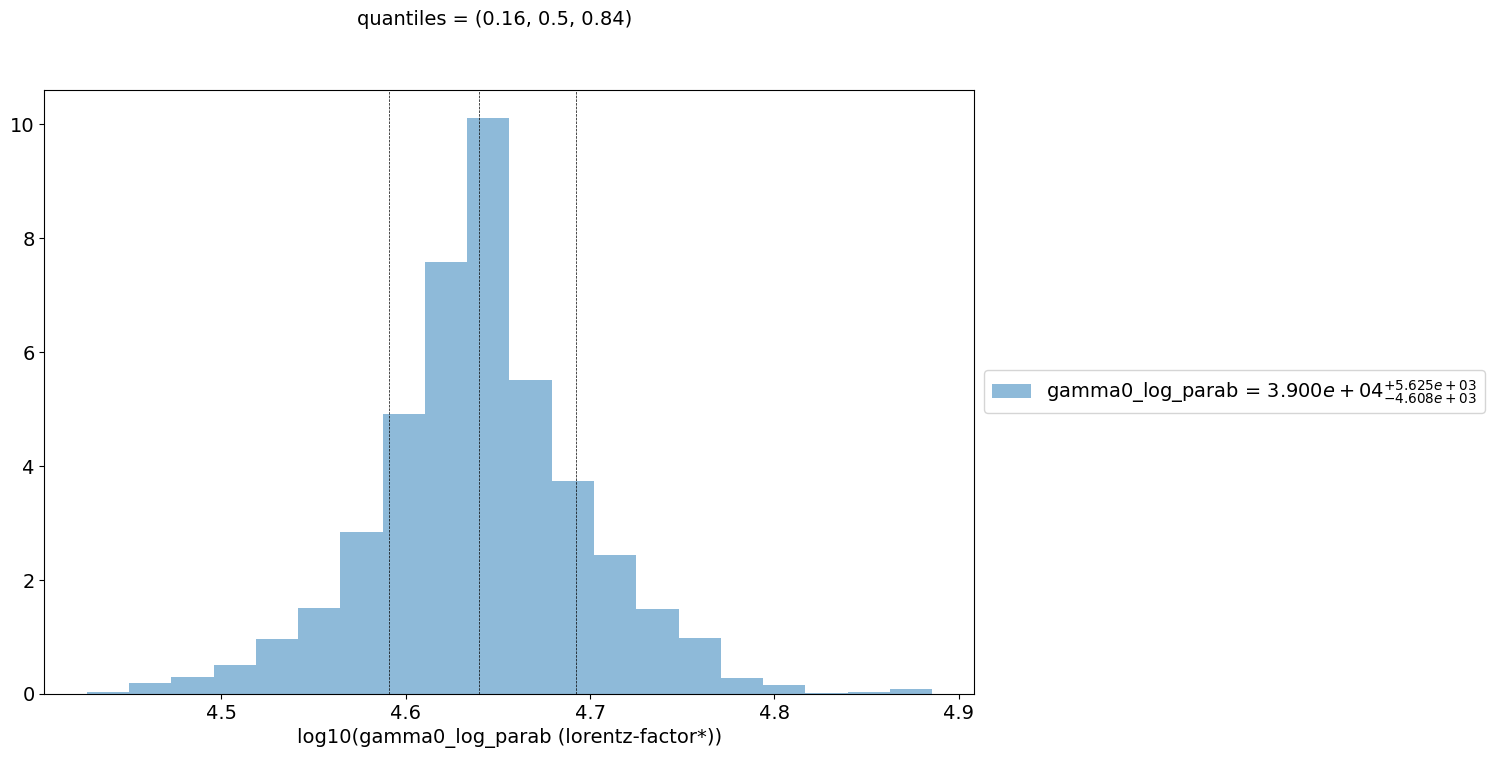 quantiles = (0.16, 0.5, 0.84)
10
8
6
4
2
0
4.5 4.6 4.7 4.8 4.9
log10(gamma0_log_parab (lorentz-factor*))
gamma0_log_parab = 3.900e + 04 +5.625e + 03 −4.608e + 03